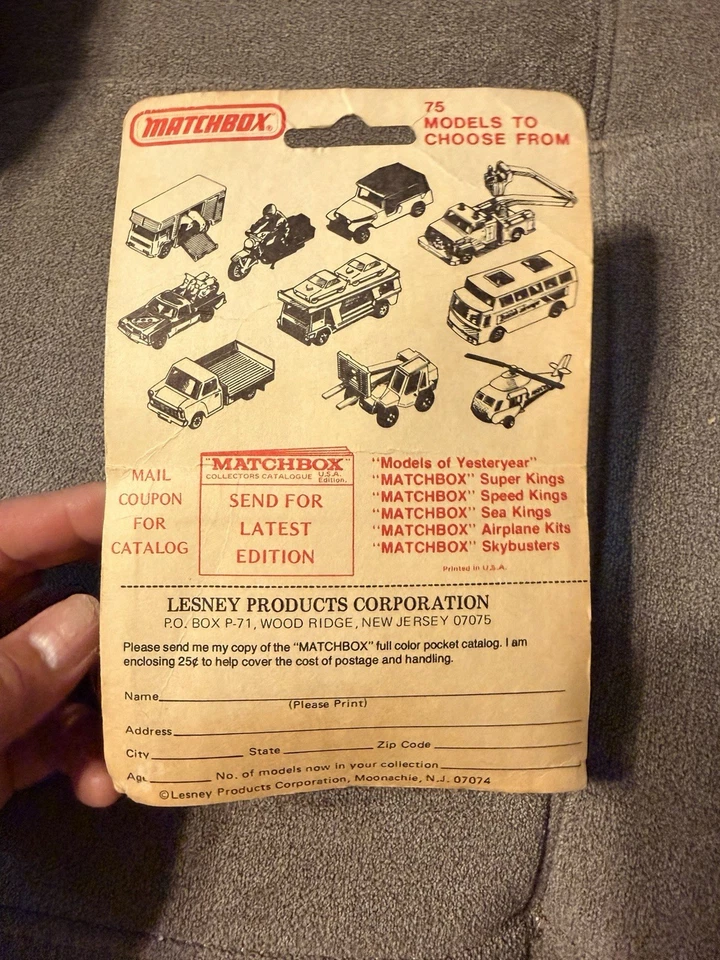 MATCHBOX®
75
MODELS TO
CHOOSE FROM
MAIL
COUPON
FOR
CATALOG
"MATCHBOX"
COLLECTORS CATALOGUE U.S.A. Edition.
SEND FOR
LATEST
EDITION
"Models of Yesteryear"
"MATCHBOX" Super Kings
"MATCHBOX" Speed Kings
"MATCHBOX" Sea Kings
"MATCHBOX" Airplane Kits
"MATCHBOX" Skybusters
Printed in U.S.A.
LESNEY PRODUCTS CORPORATION
P.O. BOX P-71, WOOD RIDGE, NEW JERSEY 07075
Please send me my copy of the "MATCHBOX" full color pocket catalog. I am
enclosing 25¢ to help cover the cost of postage and handling.
Name
(Please Print)
Address
City State Zip Code
Age No. of models now in your collection
©Lesney Products Corporation, Moonachie, N.J. 07074